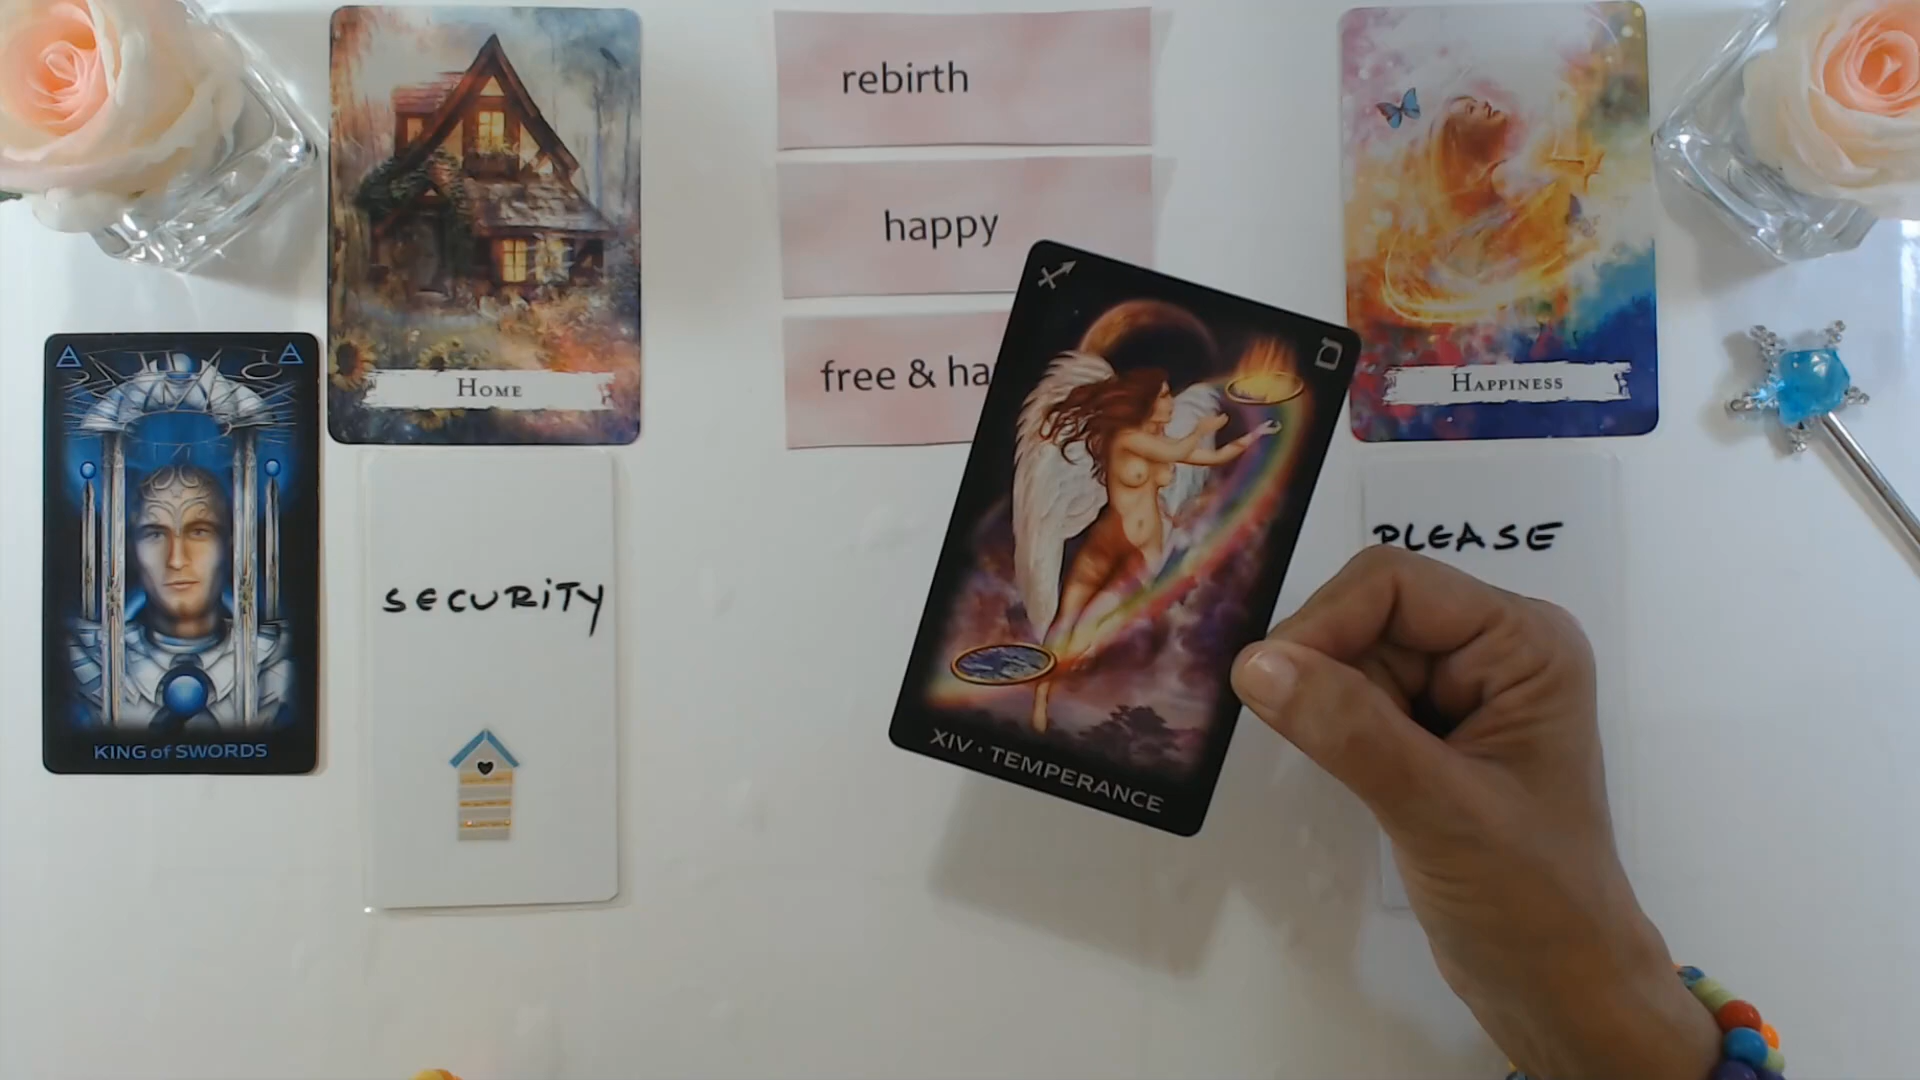 rebirth
happy
free & ha
HOME
HAPPINESS
KING of SWORDS
SECURiTY
PLEASE
XIV · TEMPERANCE